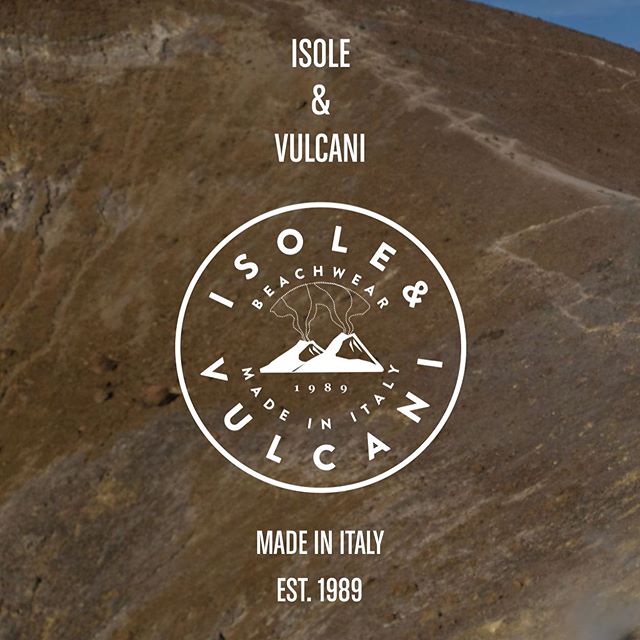 ISOLE
&
VULCANI
ISOLE &
BEACHWEAR
1989
MADE IN ITALY
VULCANI
MADE IN ITALY
EST. 1989